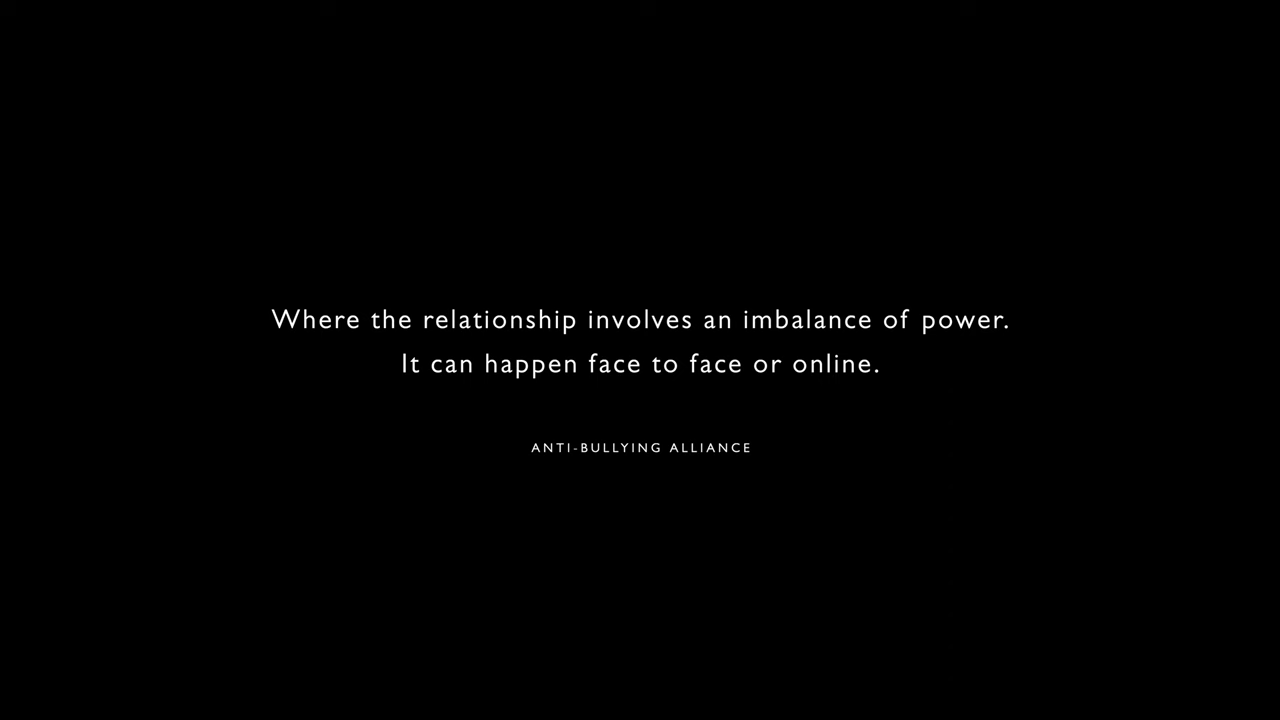 Where the relationship involves an imbalance of power.
It can happen face to face or online.
ANTI-BULLYING ALLIANCE